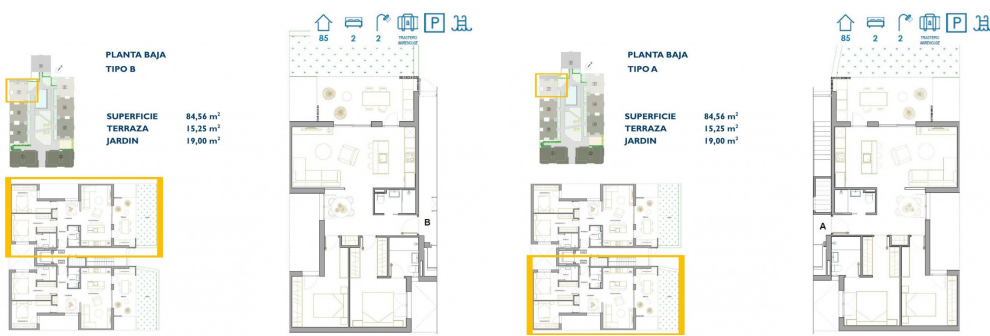 85
2
2
TRASTERO
WAREHOUSE
P
PLANTA BAJA
TIPO B
SUPERFICIE 84,56 m²
TERRAZA 15,25 m²
JARDIN 19,00 m²
B
85
2
2
TRASTERO
WAREHOUSE
P
PLANTA BAJA
TIPO A
SUPERFICIE 84,56 m²
TERRAZA 15,25 m²
JARDIN 19,00 m²
A